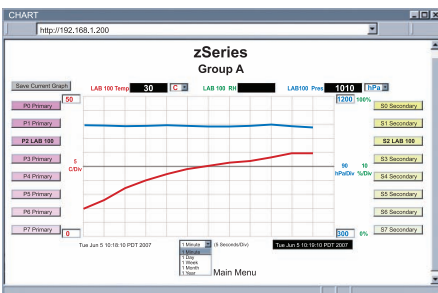 CHART
http://192.168.1.200
zSeries
Group A
Save Current Graph
LAB 100 Temp 30 C LAB 100 RH LAB100 Pres 1010 hPa
50 1200 100%
P0 Primary S0 Secondary
P1 Primary S1 Secondary
P2 LAB 100 S2 LAB 100
P3 Primary S3 Secondary
5 C/Div 90 hPa/Div 10 %/Div
P4 Primary S4 Secondary
P5 Primary S5 Secondary
P6 Primary S6 Secondary
P7 Primary S7 Secondary
0 300 0%
Tue Jun 5 10:18:10 PDT 2007 1 Minute (5 Seconds/Div) Tue Jun 5 10:19:10 PDT 2007
1 Minute
1 Day
1 Week
1 Month
1 Year
Main Menu